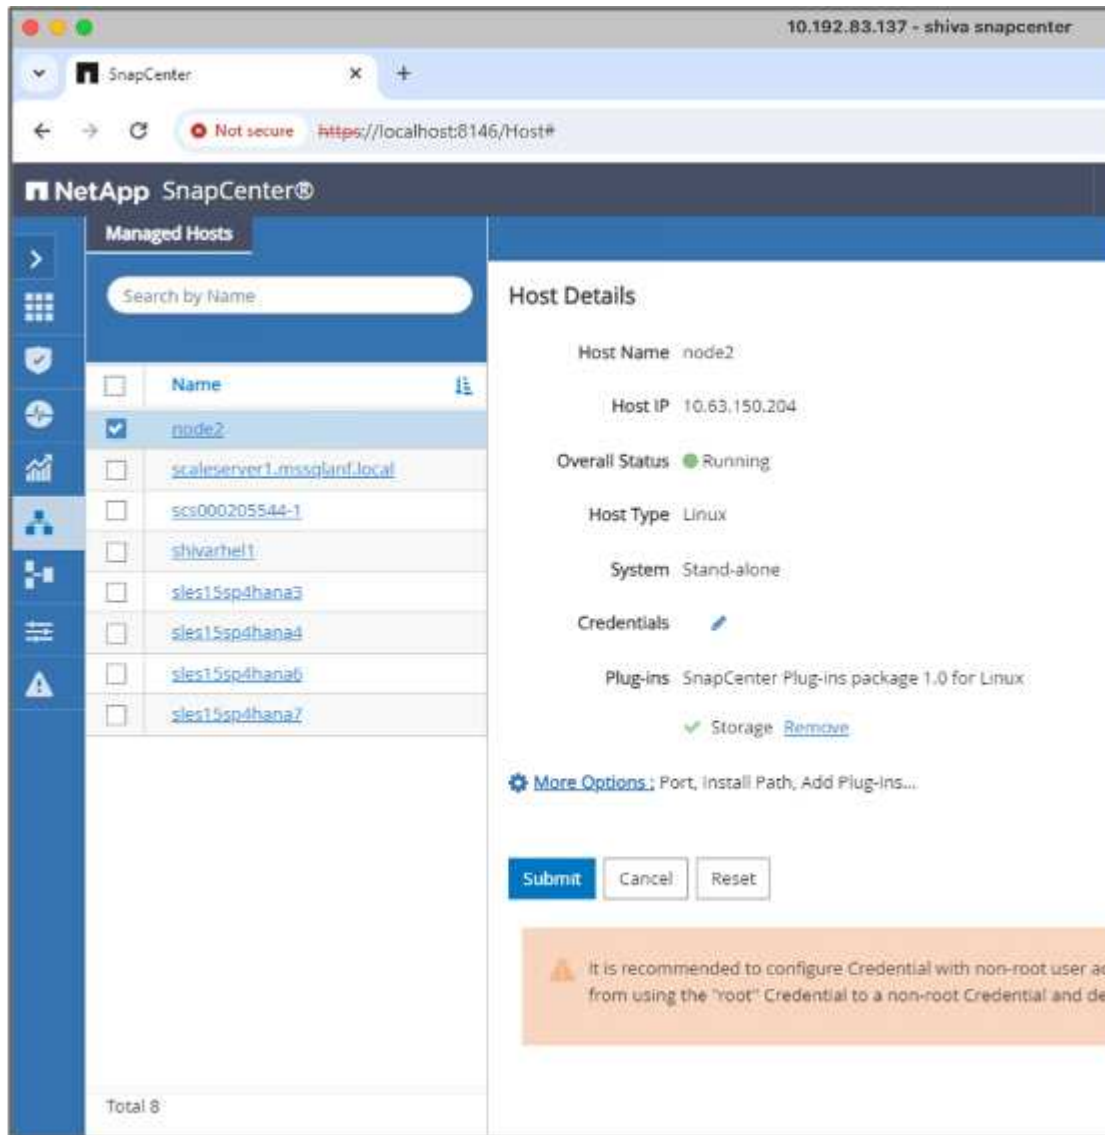 10.192.83.137 - shiva snapcenter
SnapCenter
Not secure https://localhost:8146/Host#
NetApp SnapCenter®
Managed Hosts
Search by Name
Name
node2
scaleserver1.mssqlanf.local
scs000205544-1
shivarhel1
sles15sp4hana3
sles15sp4hana4
sles15sp4hana6
sles15sp4hana7
Total 8
Host Details
Host Name node2
Host IP 10.63.150.204
Overall Status Running
Host Type Linux
System Stand-alone
Credentials
Plug-ins SnapCenter Plug-ins package 1.0 for Linux
Storage Remove
More Options : Port, Install Path, Add Plug-Ins...
Submit Cancel Reset
It is recommended to configure Credential with non-root user ac
from using the "root" Credential to a non-root Credential and de